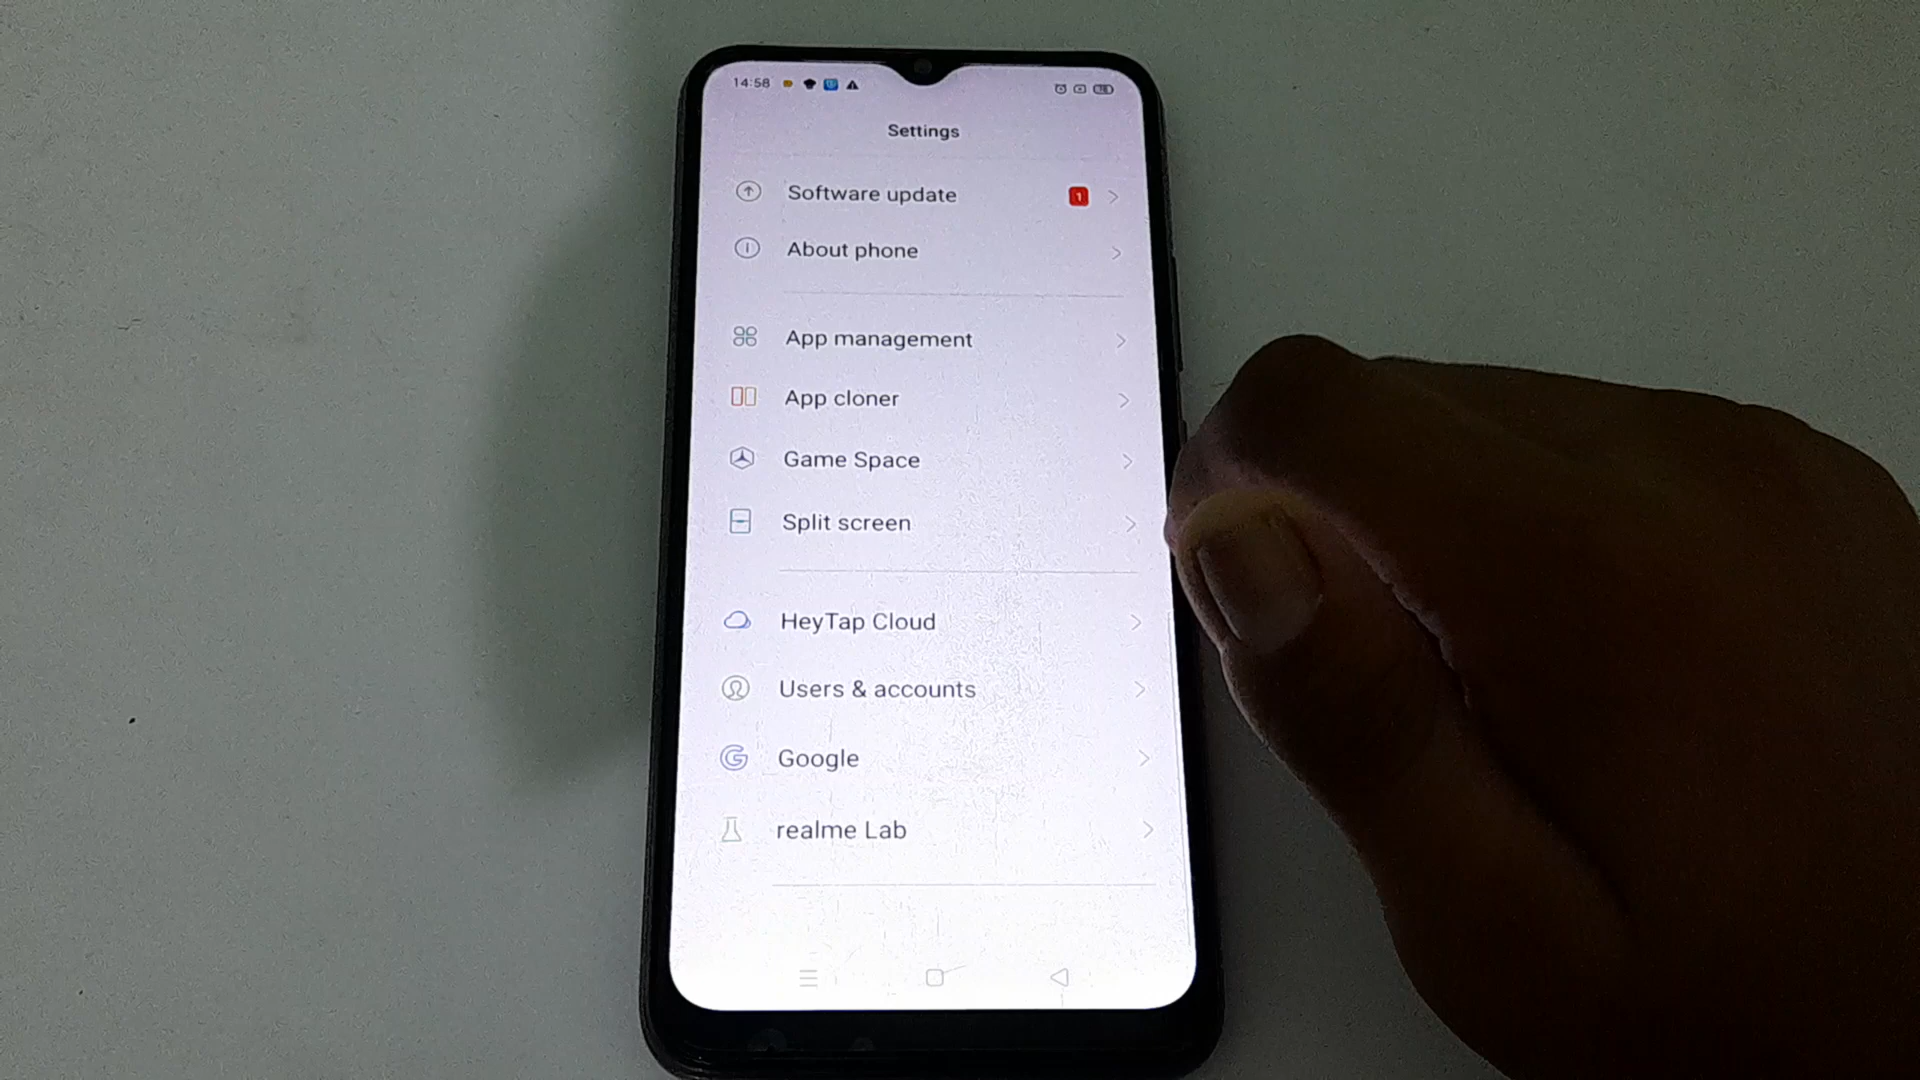 14:58
Settings
Software update 1
About phone
App management
App cloner
Game Space
Split screen
HeyTap Cloud
Users & accounts
Google
realme Lab